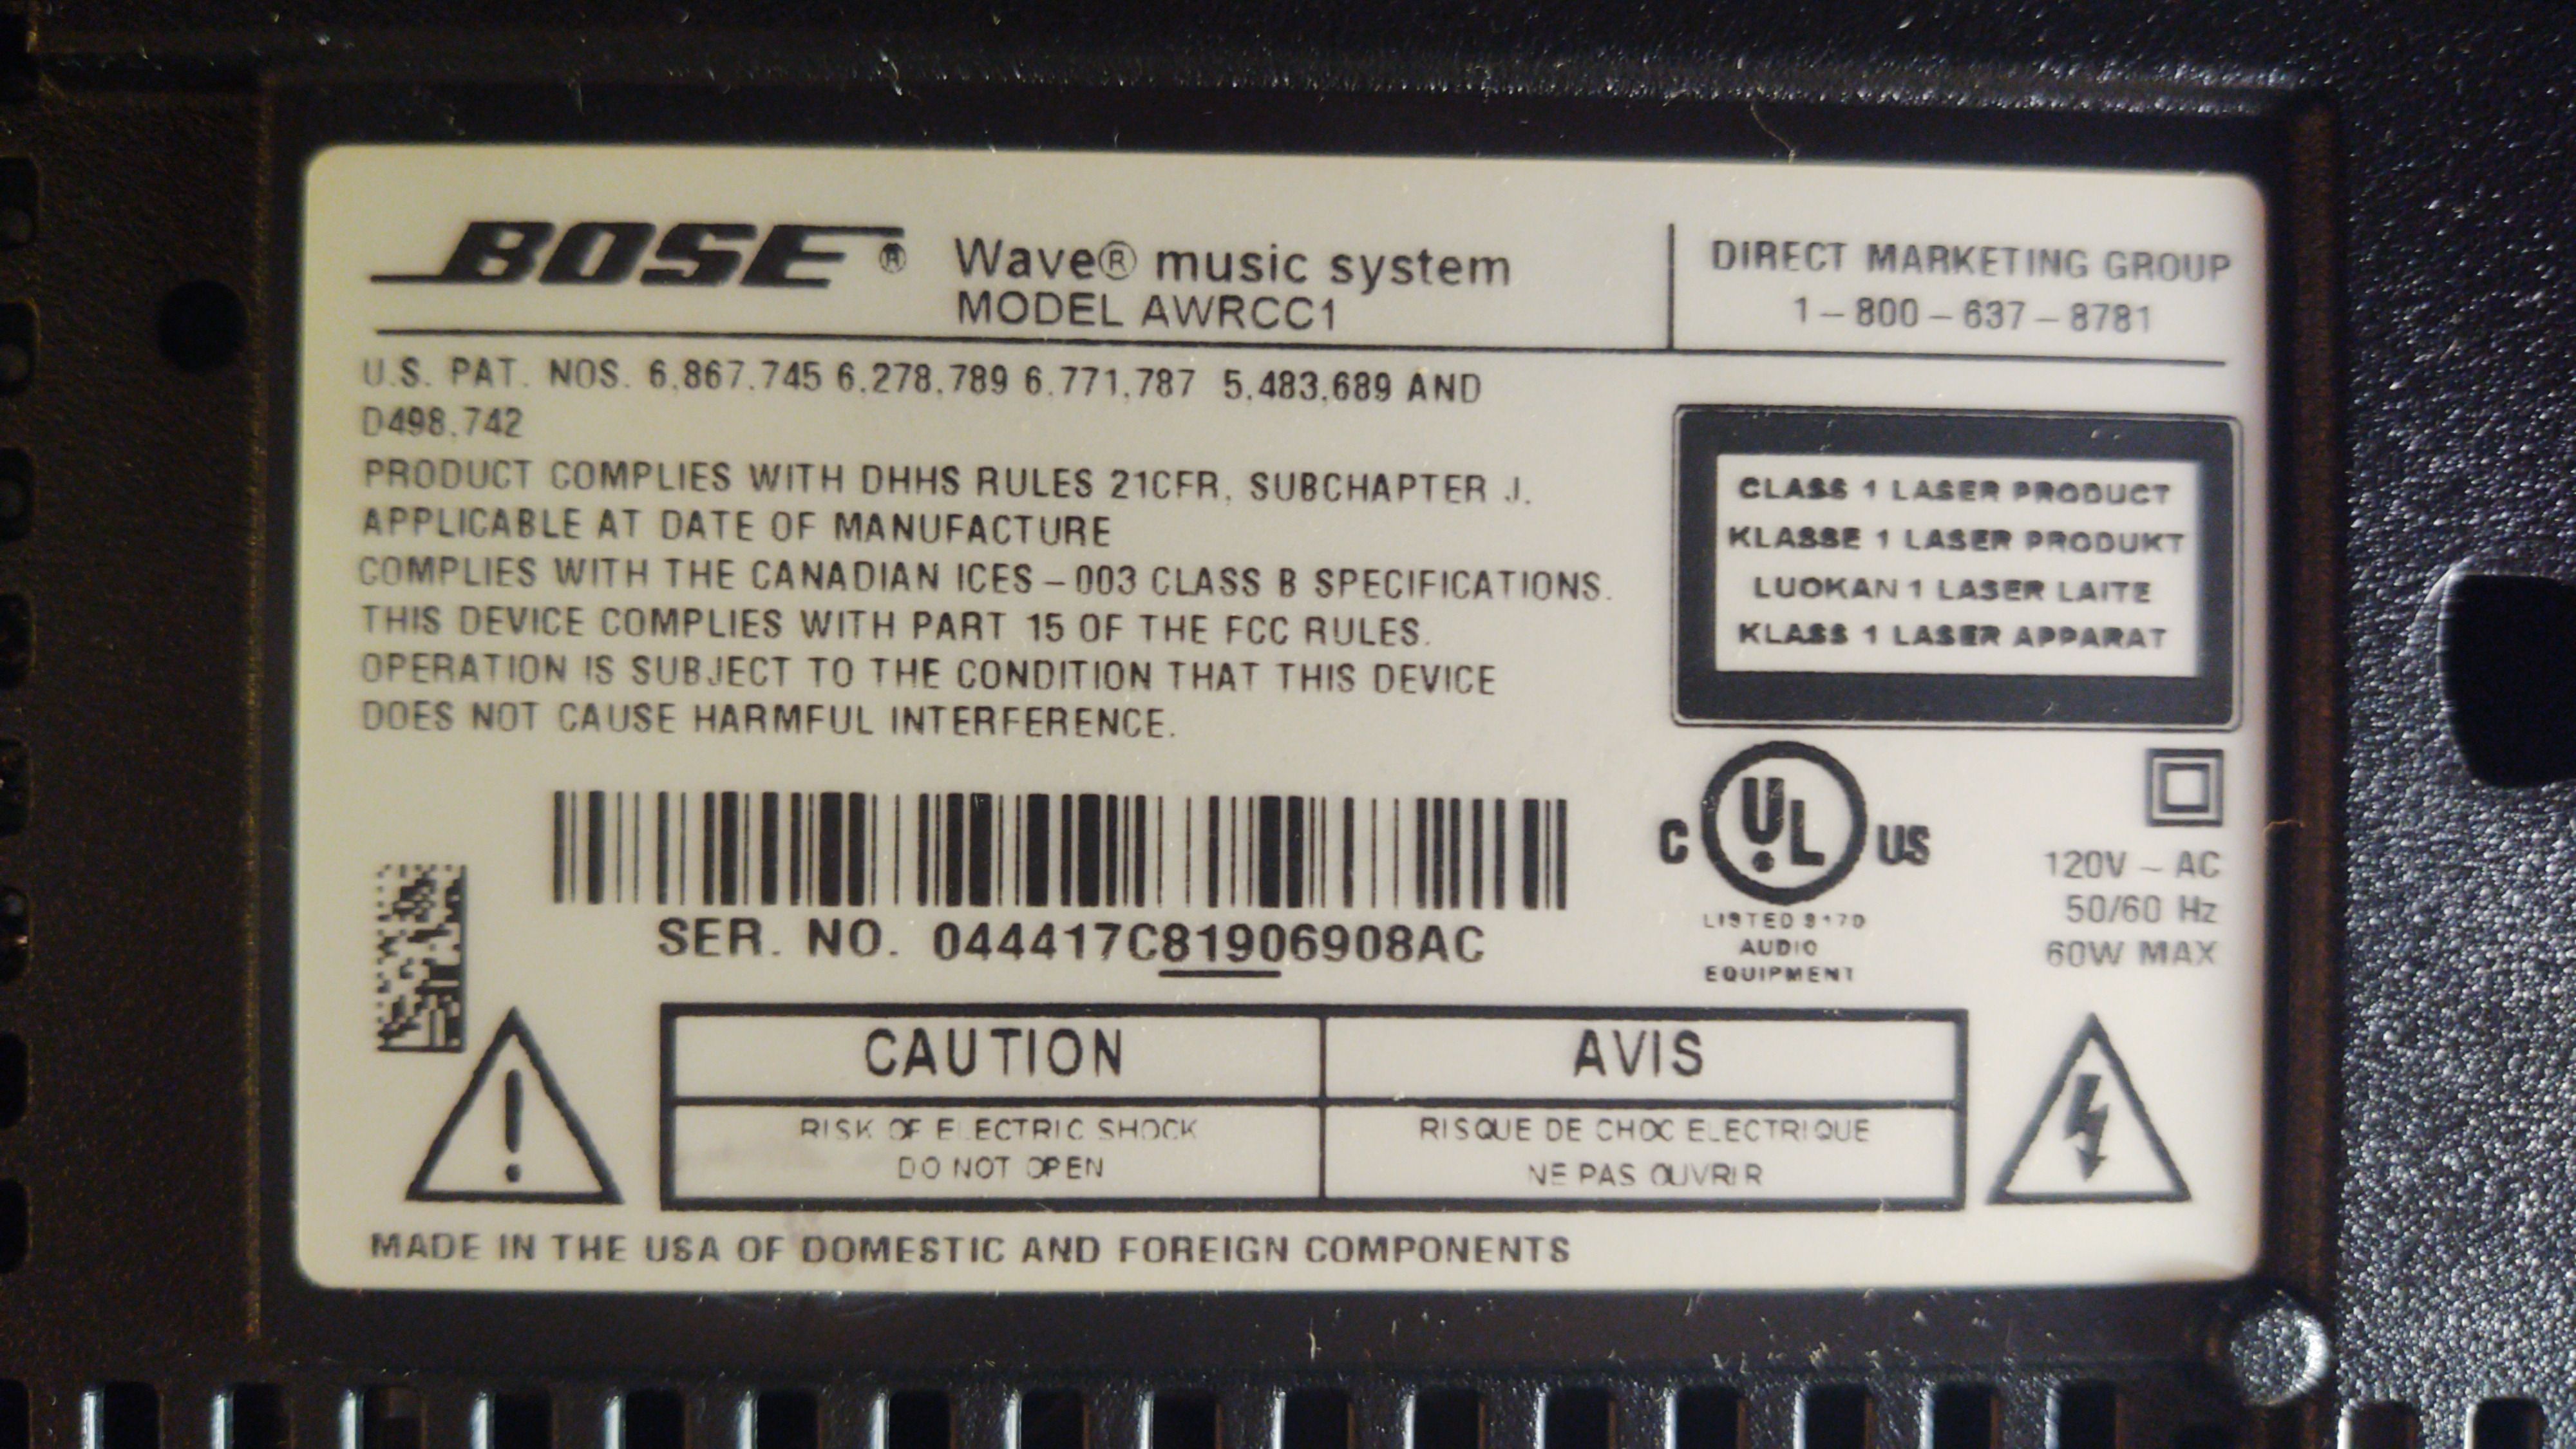 BOSE® Wave® music system
MODEL AWRCC1
DIRECT MARKETING GROUP
1-800-637-8781
U.S. PAT. NOS. 6,867,745 6,278,789 6,771,787 5,483,689 AND
D498,742
PRODUCT COMPLIES WITH DHHS RULES 21CFR, SUBCHAPTER J.
APPLICABLE AT DATE OF MANUFACTURE
COMPLIES WITH THE CANADIAN ICES-003 CLASS B SPECIFICATIONS.
THIS DEVICE COMPLIES WITH PART 15 OF THE FCC RULES.
OPERATION IS SUBJECT TO THE CONDITION THAT THIS DEVICE
DOES NOT CAUSE HARMFUL INTERFERENCE.
CLASS 1 LASER PRODUCT
KLASSE 1 LASER PRODUKT
LUOKAN 1 LASER LAITE
KLASS 1 LASER APPARAT
SER. NO. 044417C81906908AC
C UL US
LISTED
AUDIO
EQUIPMENT
120V ~ AC
50/60 Hz
60W MAX
CAUTION
RISK OF ELECTRIC SHOCK
DO NOT OPEN
AVIS
RISQUE DE CHOC ELECTRIQUE
NE PAS OUVRIR
MADE IN THE USA OF DOMESTIC AND FOREIGN COMPONENTS